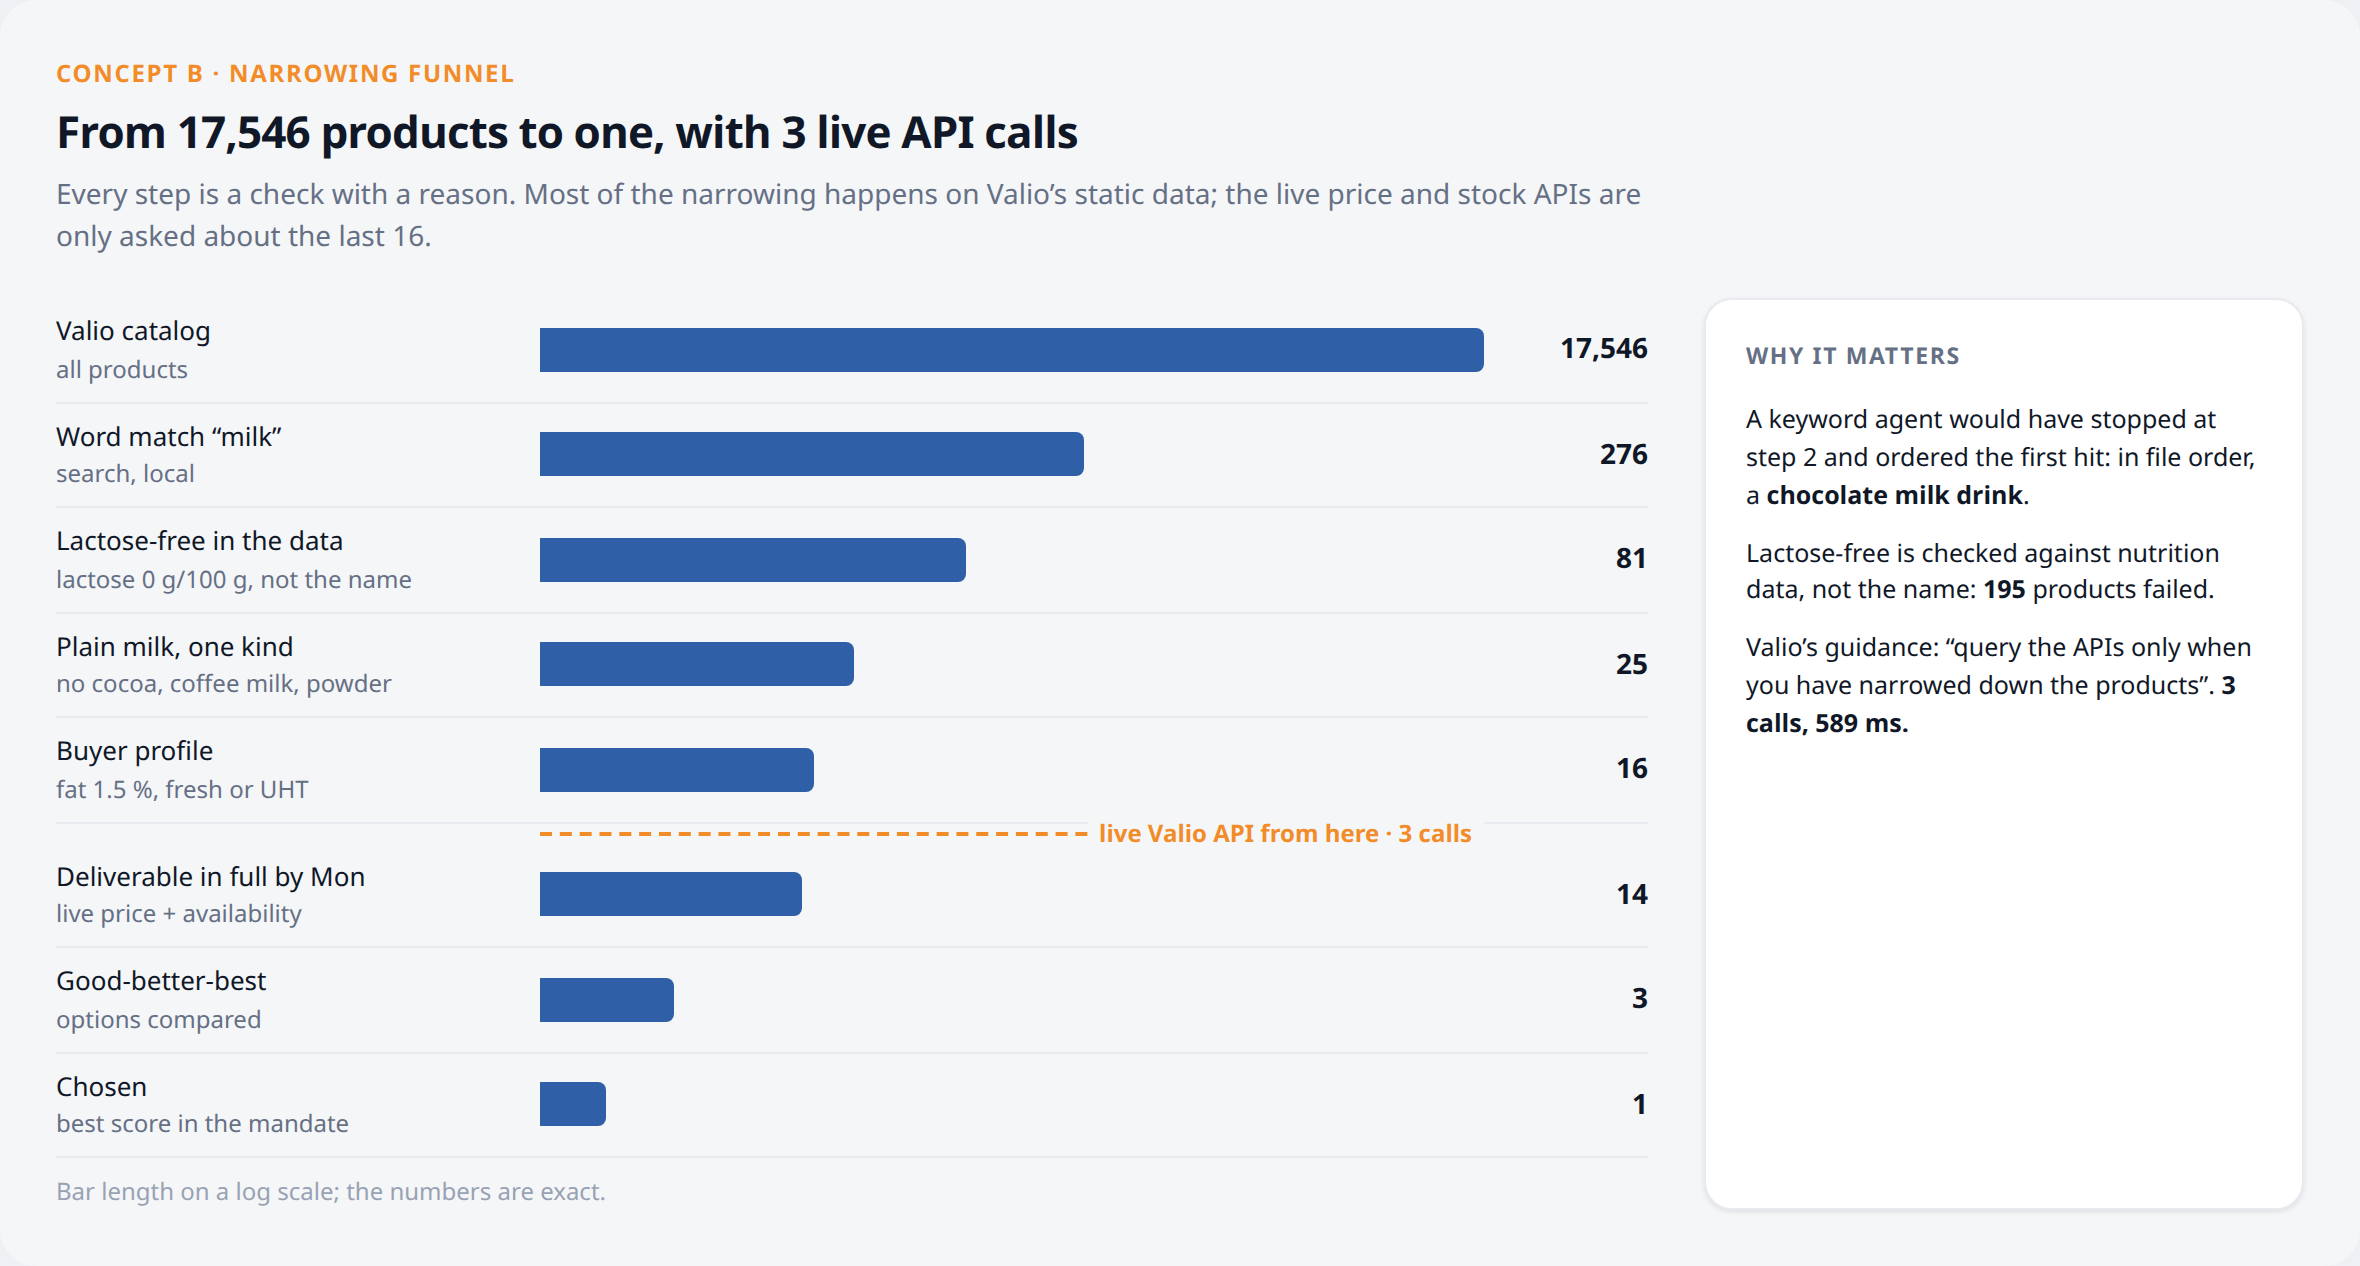 CONCEPT B · NARROWING FUNNEL
From 17,546 products to one, with 3 live API calls
Every step is a check with a reason. Most of the narrowing happens on Valio’s static data; the live price and stock APIs are
only asked about the last 16.
Valio catalog
all products
17,546
Word match “milk”
search, local
276
Lactose-free in the data
lactose 0 g/100 g, not the name
81
Plain milk, one kind
no cocoa, coffee milk, powder
25
Buyer profile
fat 1.5 %, fresh or UHT
16
live Valio API from here · 3 calls
Deliverable in full by Mon
live price + availability
14
Good-better-best
options compared
3
Chosen
best score in the mandate
1
Bar length on a log scale; the numbers are exact.
WHY IT MATTERS
A keyword agent would have stopped at
step 2 and ordered the first hit: in file order,
a chocolate milk drink.
Lactose-free is checked against nutrition
data, not the name: 195 products failed.
Valio’s guidance: “query the APIs only when
you have narrowed down the products”. 3
calls, 589 ms.